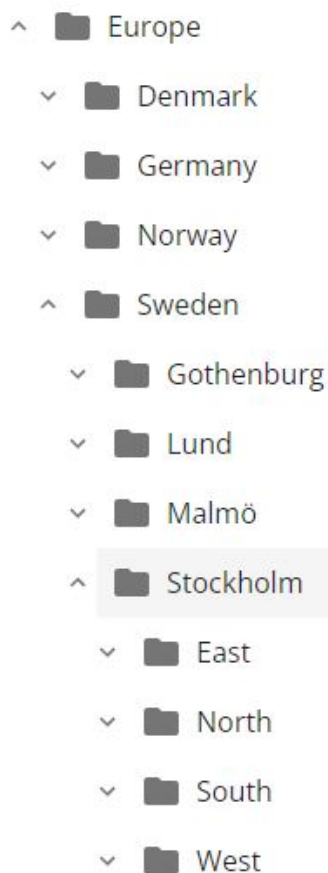 Europe
Denmark
Germany
Norway
Sweden
Gothenburg
Lund
Malmö
Stockholm
East
North
South
West